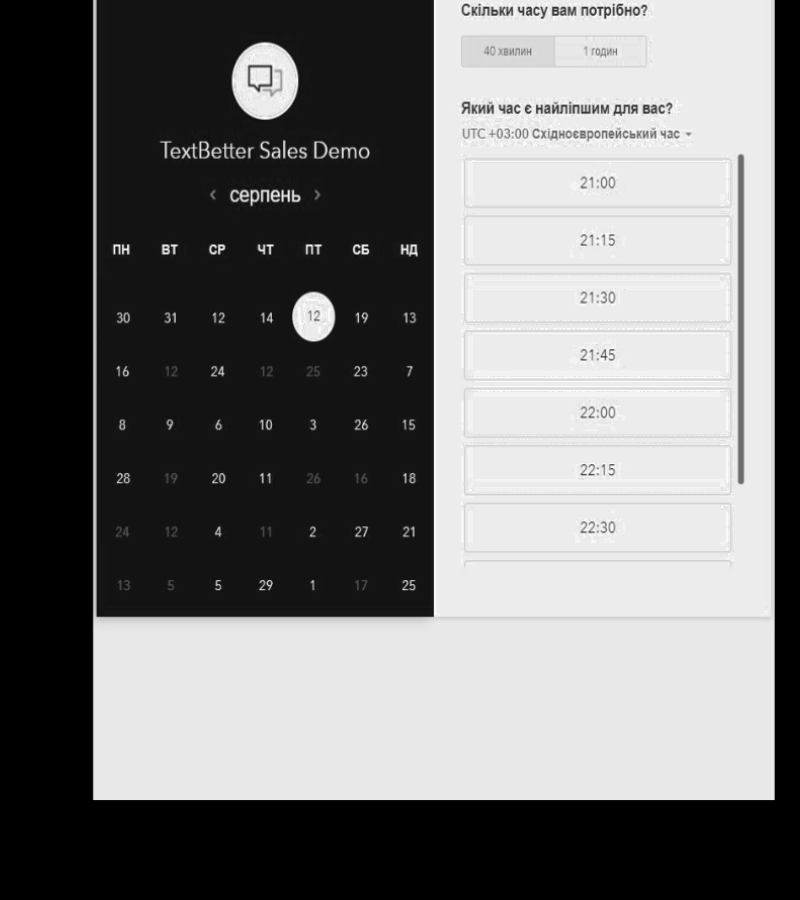 TextBetter Sales Demo
‹ серпень ›
ПН ВТ СР ЧТ ПТ СБ НД
30 31 12 14 12 19 13
16 12 24 12 25 23 7
8 9 6 10 3 26 15
28 19 20 11 26 16 18
24 12 4 11 2 27 21
13 5 5 29 1 17 25
Скільки часу вам потрібно?
40 хвилин 1 годин
Який час є найліпшим для вас?
UTC +03:00 Східноєвропейський час
21:00
21:15
21:30
21:45
22:00
22:15
22:30